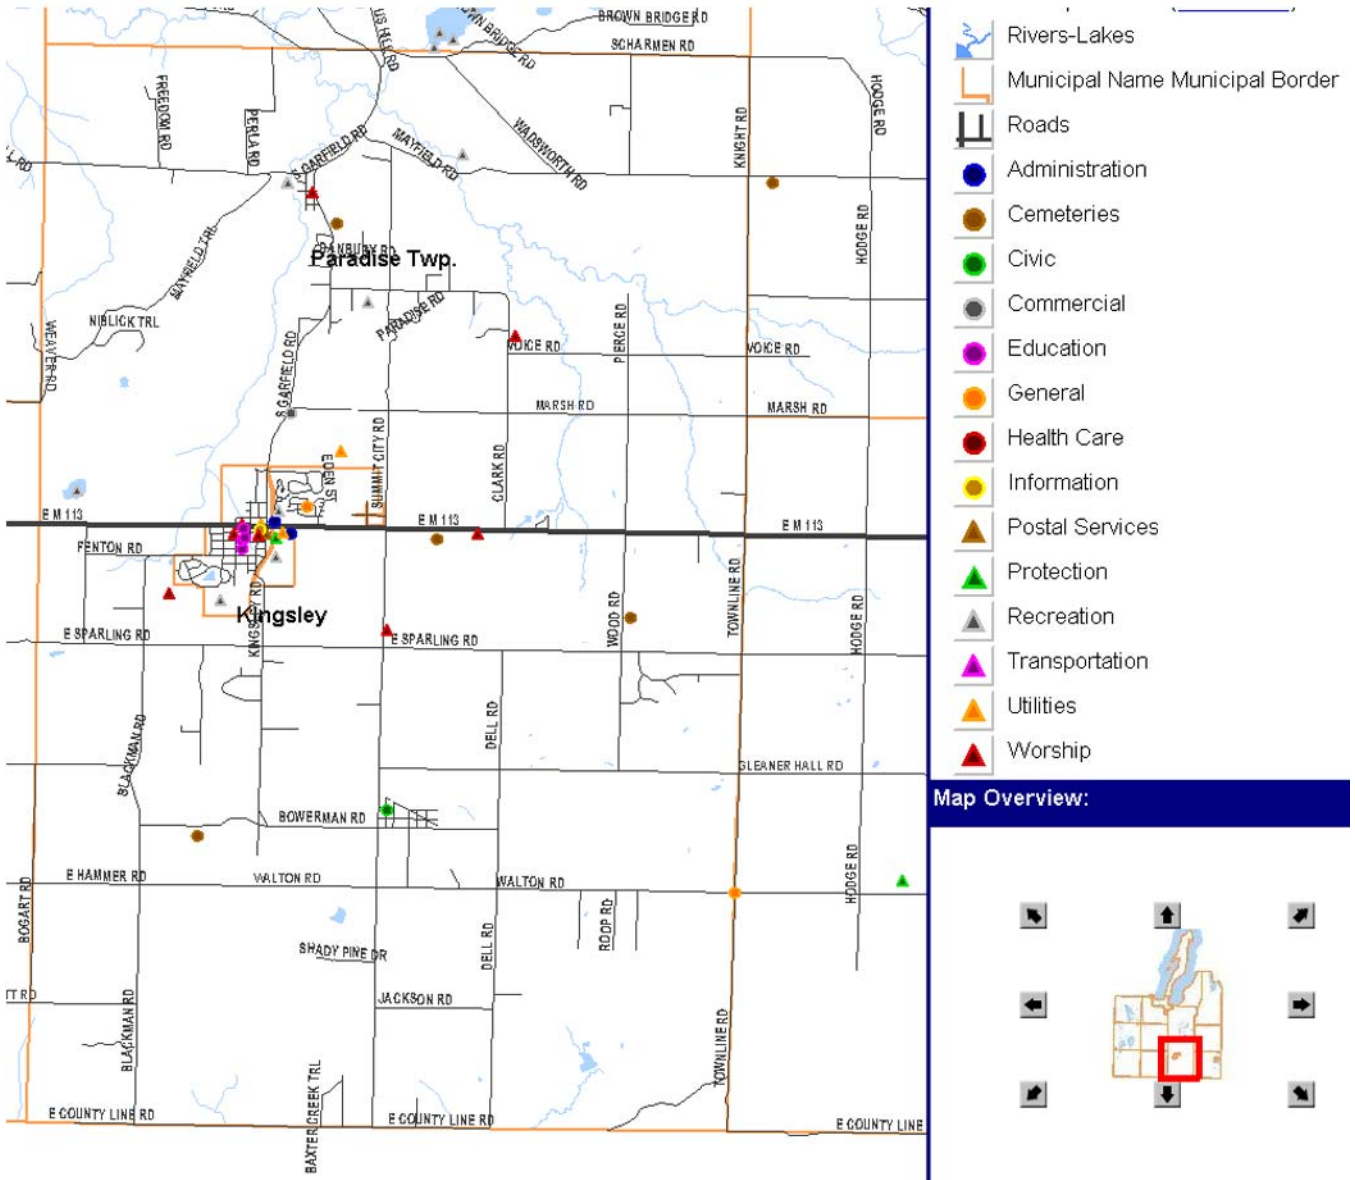 BROWN BRIDGE RD
SCHARMEN RD
HODGE RD
FREEDOM RD
PERLA RD
S GARFIELD RD
MAYFIELD RD
WADSWORTH RD
KNIGHT RD
HODGE RD
MAYFIELD TRL
DANBURY RD
Paradise Twp.
PARADISE RD
NIBLICK TRL
WEAVER RD
S GARFIELD RD
PIERCE RD
VOICE RD
VOICE RD
MARSH RD
MARSH RD
EDEN ST
SUMMIT CITY RD
CLARK RD
E M 113
E M 113
E M 113
FENTON RD
KINGSLEY RD
Kingsley
E SPARLING RD
E SPARLING RD
WOOD RD
TOWNLINE RD
HODGE RD
BLACKMAN RD
DELL RD
GLEANER HALL RD
BOWERMAN RD
E HAMMER RD
WALTON RD
WALTON RD
HODGE RD
BOGART RD
ROOP RD
DELL RD
SHADY PINE DR
TT RD
JACKSON RD
BLACKMAN RD
TOWNLINE RD
BAXTER CREEK TRL
E COUNTY LINE RD
E COUNTY LINE RD
E COUNTY LINE
Rivers-Lakes
Municipal Name Municipal Border
Roads
Administration
Cemeteries
Civic
Commercial
Education
General
Health Care
Information
Postal Services
Protection
Recreation
Transportation
Utilities
Worship
Map Overview: